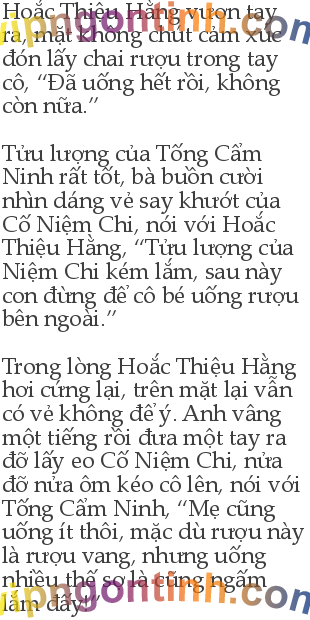 Hoắc Thiệu Hằng vươn tay
ra, mặt không chút cảm xúc
đón lấy chai rượu trong tay
cô, “Đã uống hết rồi, không
còn nữa.”
Tửu lượng của Tống Cẩm
Ninh rất tốt, bà buồn cười
nhìn dáng vẻ say khướt của
Cố Niệm Chi, nói với Hoắc
Thiệu Hằng, “Tửu lượng của
Niệm Chi kém lắm, sau này
con đừng để cô bé uống rượu
bên ngoài.”
Trong lòng Hoắc Thiệu Hằng
hơi cứng lại, trên mặt lại vẫn
có vẻ không để ý. Anh vâng
một tiếng rồi đưa một tay ra
đỡ lấy eo Cố Niệm Chi, nửa
đỡ nửa ôm kéo cô lên, nói với
Tống Cẩm Ninh, “Mẹ cũng
uống ít thôi, mặc dù rượu này
là rượu vang, nhưng uống
nhiều thế sợ là cũng ngấm
lắm đấy!”
vipngontinh.com
vipngontinh.com